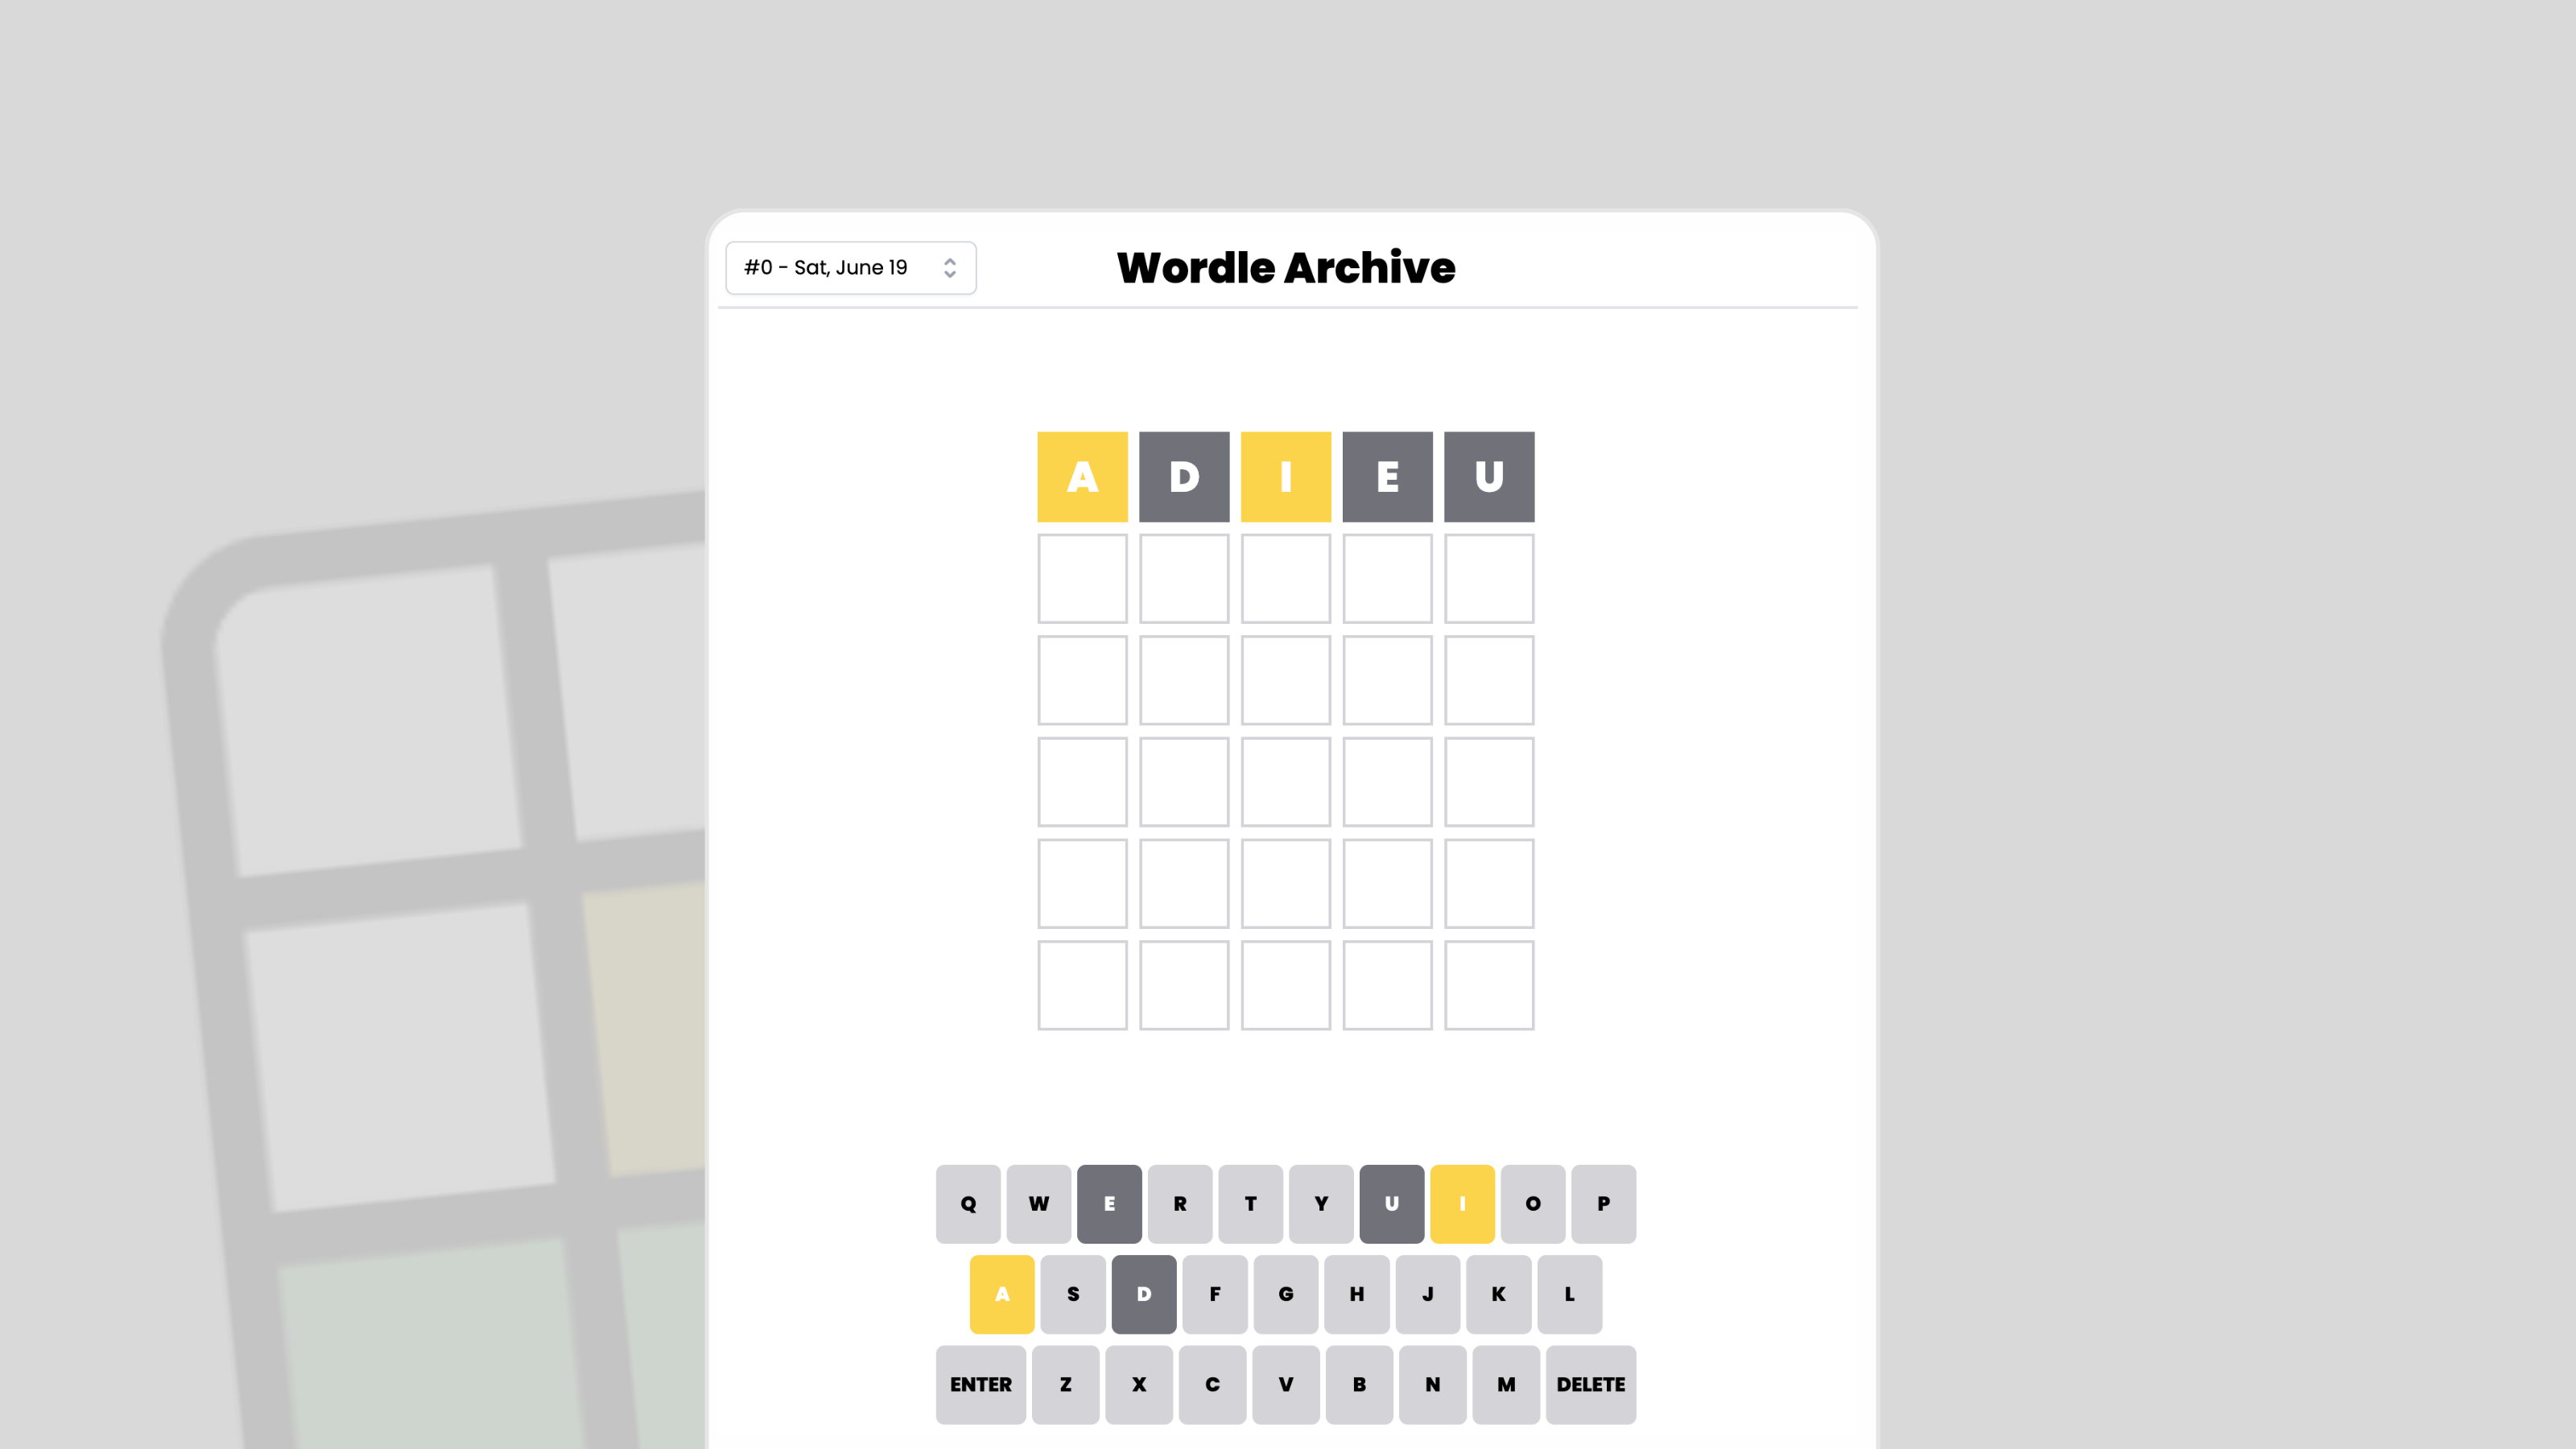 #0 - Sat, June 19
Wordle Archive
A D I E U
Q W E R T Y U I O P
A S D F G H J K L
ENTER Z X C V B N M DELETE